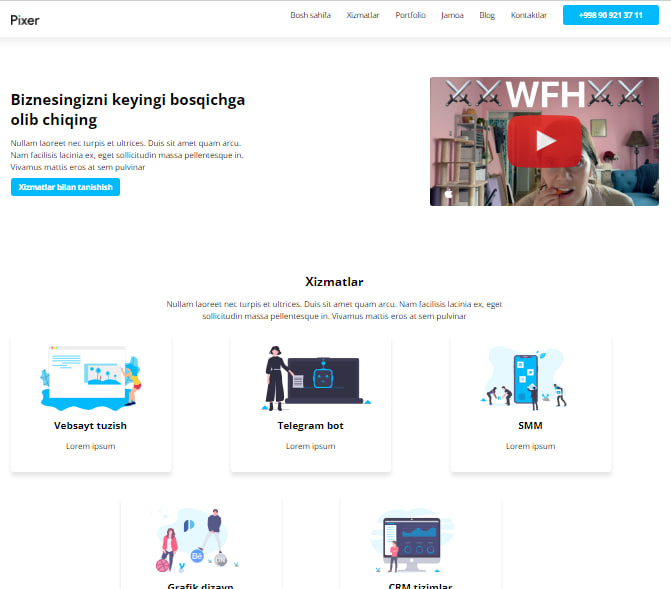 Pixer
Bosh sahifa
Xizmatlar
Portfolio
Jamoa
Blog
Kontaktlar
+998 90 921 37 11
Biznesingizni keyingi bosqichga
olib chiqing
Nullam laoreet nec turpis et ultrices. Duis sit amet quam arcu.
Nam facilisis lacinia ex, eget sollicitudin massa pellentesque in.
Vivamus mattis eros at sem pulvinar
Xizmatlar bilan tanishish
WFH
Xizmatlar
Nullam laoreet nec turpis et ultrices. Duis sit amet quam arcu. Nam facilisis lacinia ex, eget
sollicitudin massa pellentesque in. Vivamus mattis eros at sem pulvinar
Vebsayt tuzish
Lorem ipsum
Telegram bot
Lorem ipsum
SMM
Lorem ipsum
Bē
Grafik dizayn
CRM tizimlar